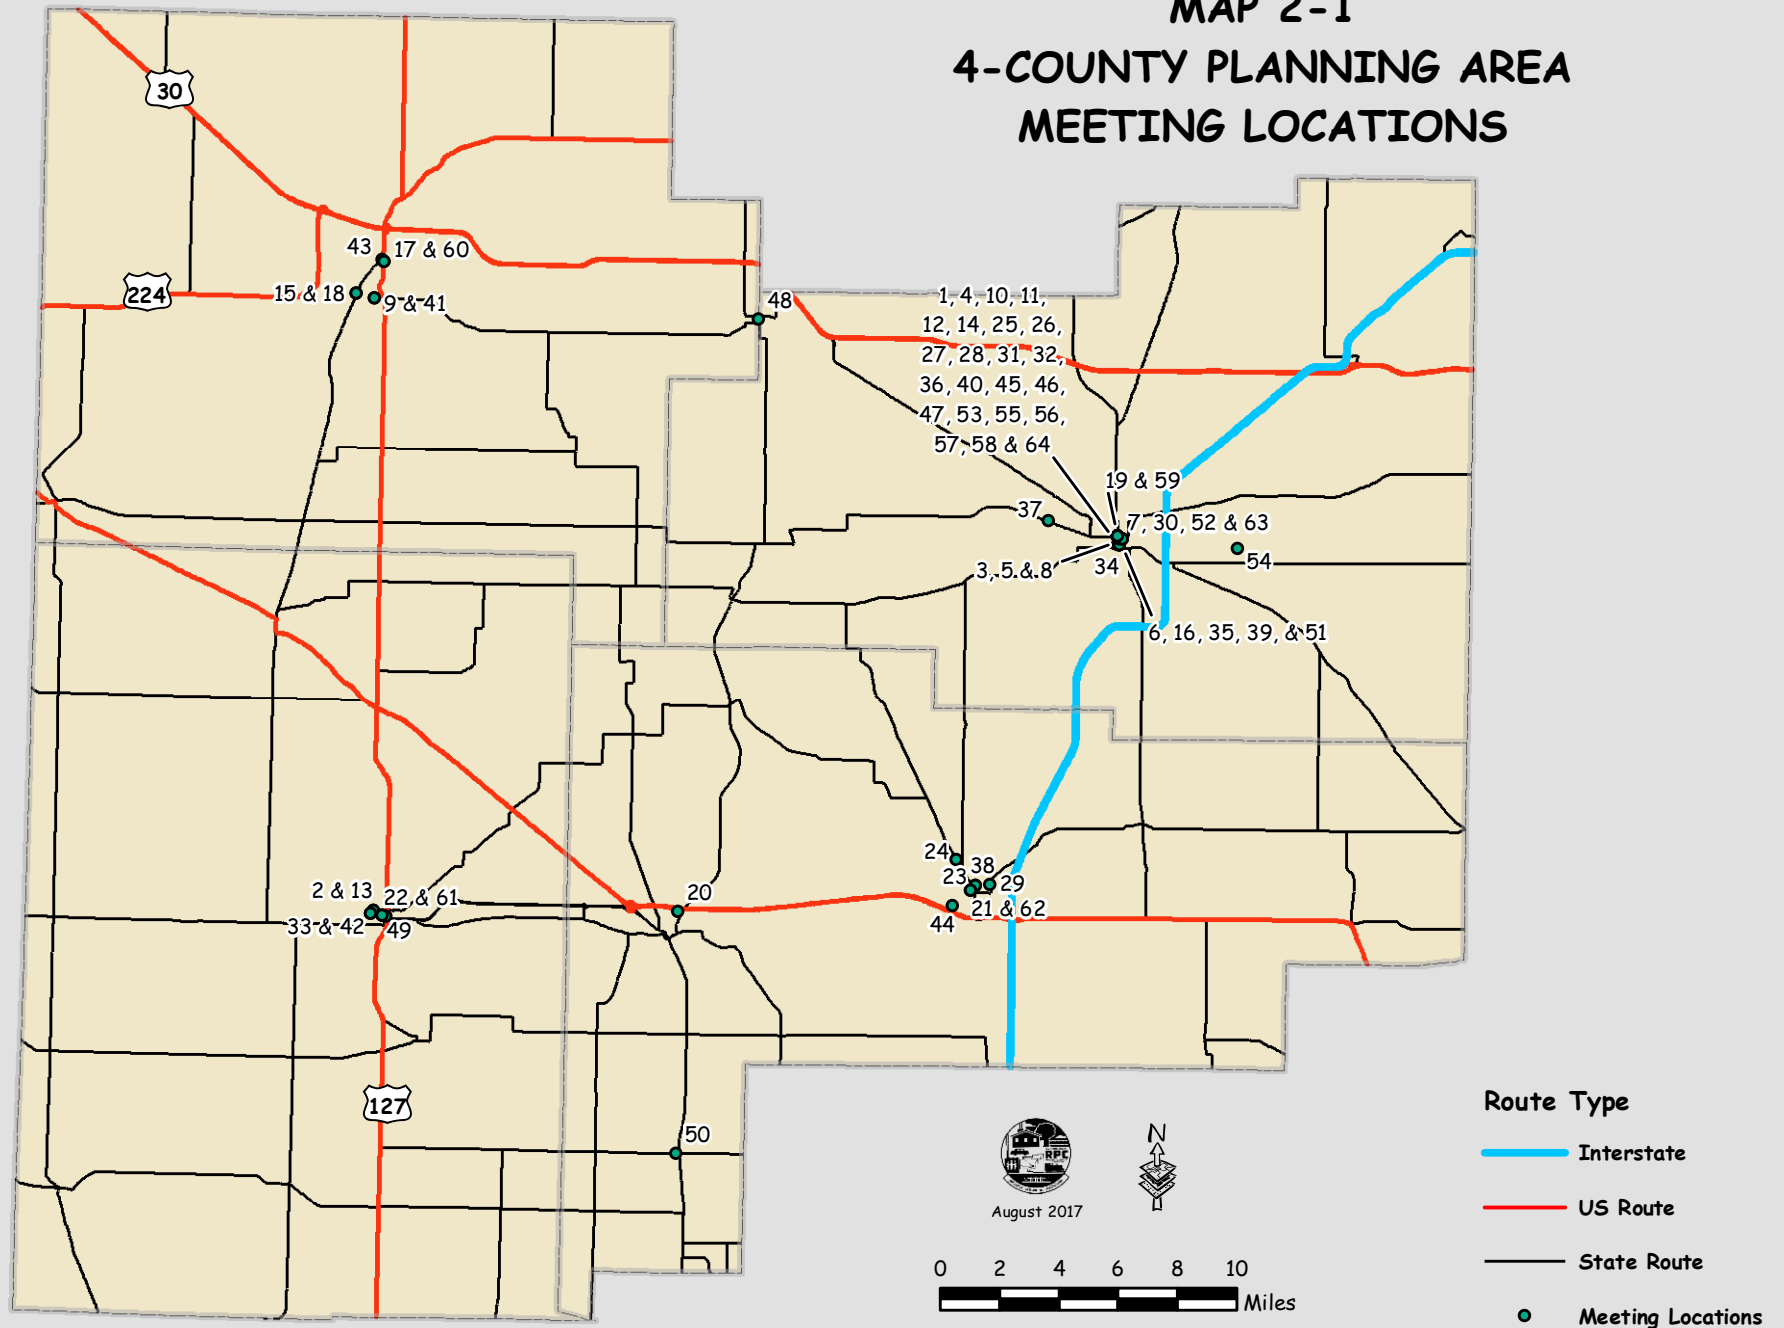 MAP 2-1
4-COUNTY PLANNING AREA
MEETING LOCATIONS
30
43
17 & 60
224
15 & 18
9 & 41
48
1, 4, 10, 11,
12, 14, 25, 26,
27, 28, 31, 32,
36, 40, 45, 46,
47, 53, 55, 56,
57, 58 & 64
19 & 59
37
7, 30, 52 & 63
3, 5 & 8
34
54
6, 16, 35, 39, & 51
24
38
23
29
2 & 13
22 & 61
20
21 & 62
33 & 42
49
44
127
50
RPC
N
August 2017
0 2 4 6 8 10
Miles
Route Type
Interstate
US Route
State Route
Meeting Locations